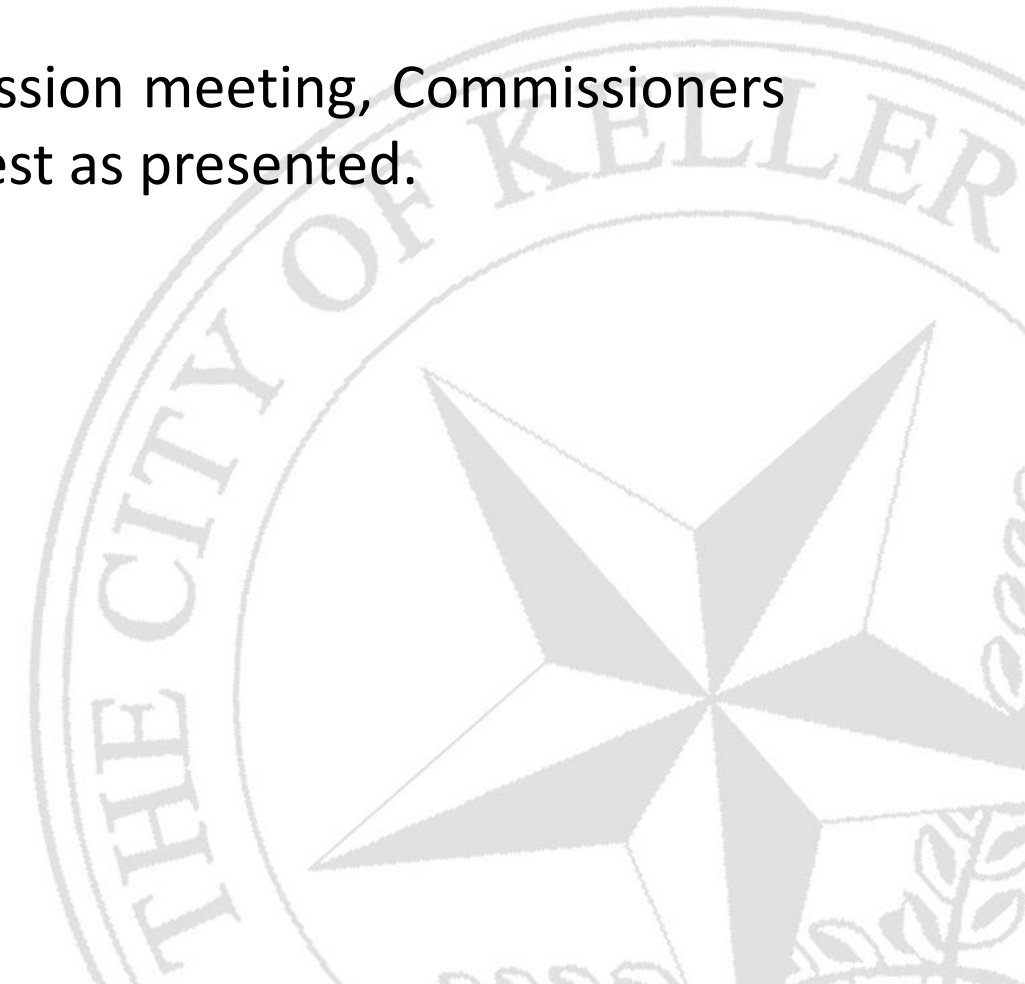 ssion meeting, Commissioners
est as presented.
THE CITY OF KELLER